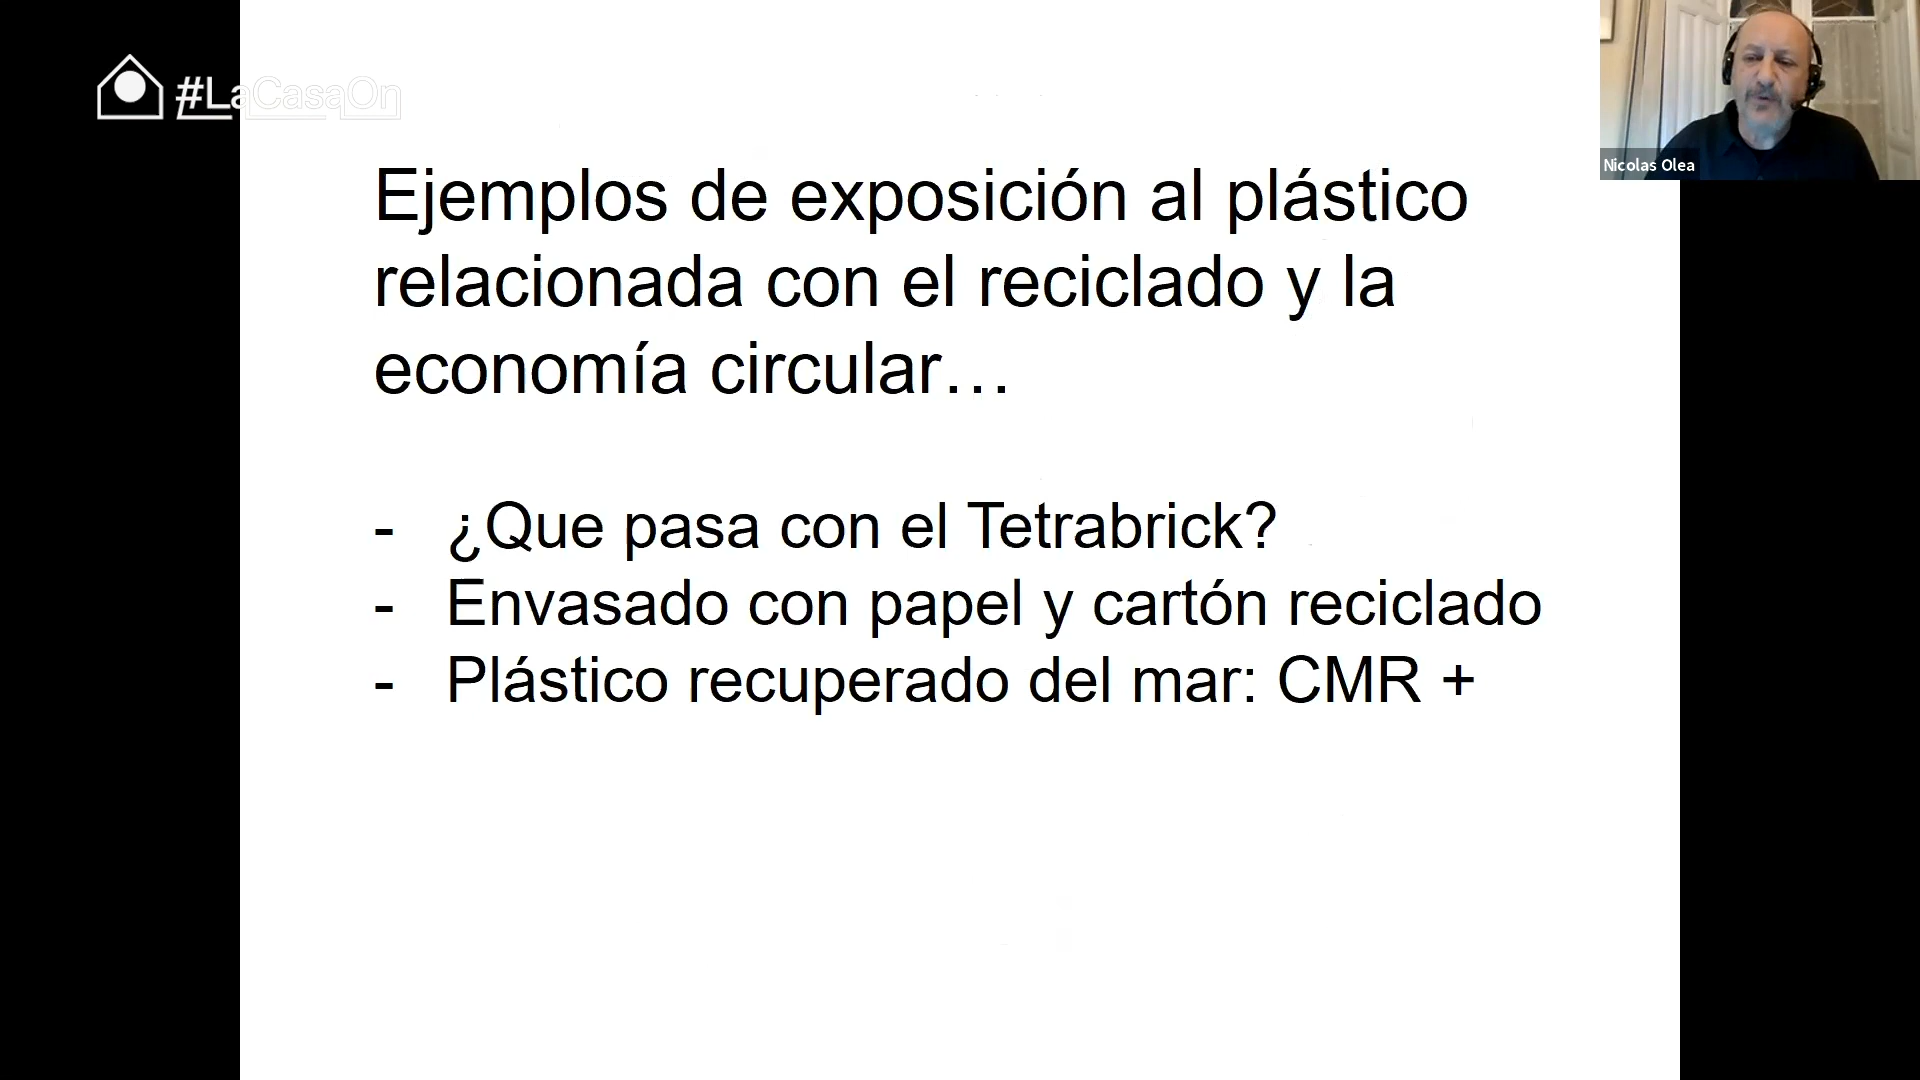 #LaCasaOn
Nicolas Olea
Ejemplos de exposición al plástico
relacionada con el reciclado y la
economía circular…
- ¿Que pasa con el Tetrabrick?
- Envasado con papel y cartón reciclado
- Plástico recuperado del mar: CMR +